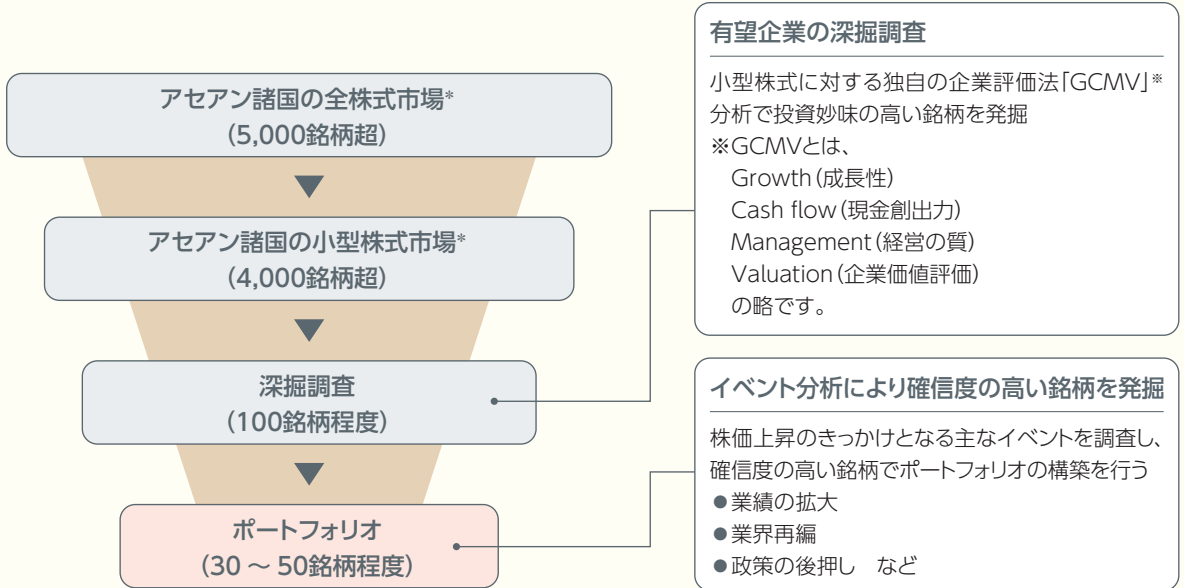 アセアン諸国の全株式市場*
(5,000銘柄超)
アセアン諸国の小型株式市場*
(4,000銘柄超)
深掘調査
(100銘柄程度)
ポートフォリオ
(30 ～ 50銘柄程度)
有望企業の深掘調査
小型株式に対する独自の企業評価法「GCMV」※
分析で投資妙味の高い銘柄を発掘
※GCMVとは、
Growth(成長性)
Cash flow(現金創出力)
Management(経営の質)
Valuation(企業価値評価)
の略です。
イベント分析により確信度の高い銘柄を発掘
株価上昇のきっかけとなる主なイベントを調査し、
確信度の高い銘柄でポートフォリオの構築を行う
●業績の拡大
●業界再編
●政策の後押し　など